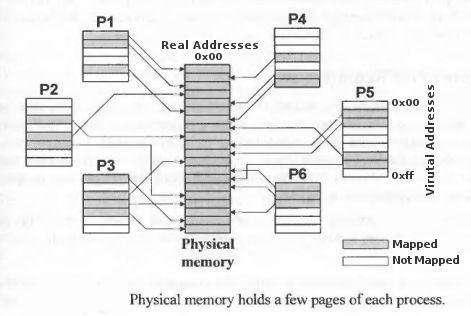 P1
P4
Real Addresses
0x00
P2
P5
0x00
Virutal Addresses
0xff
P3
P6
Physical
memory
Mapped
Not Mapped
Physical memory holds a few pages of each process.